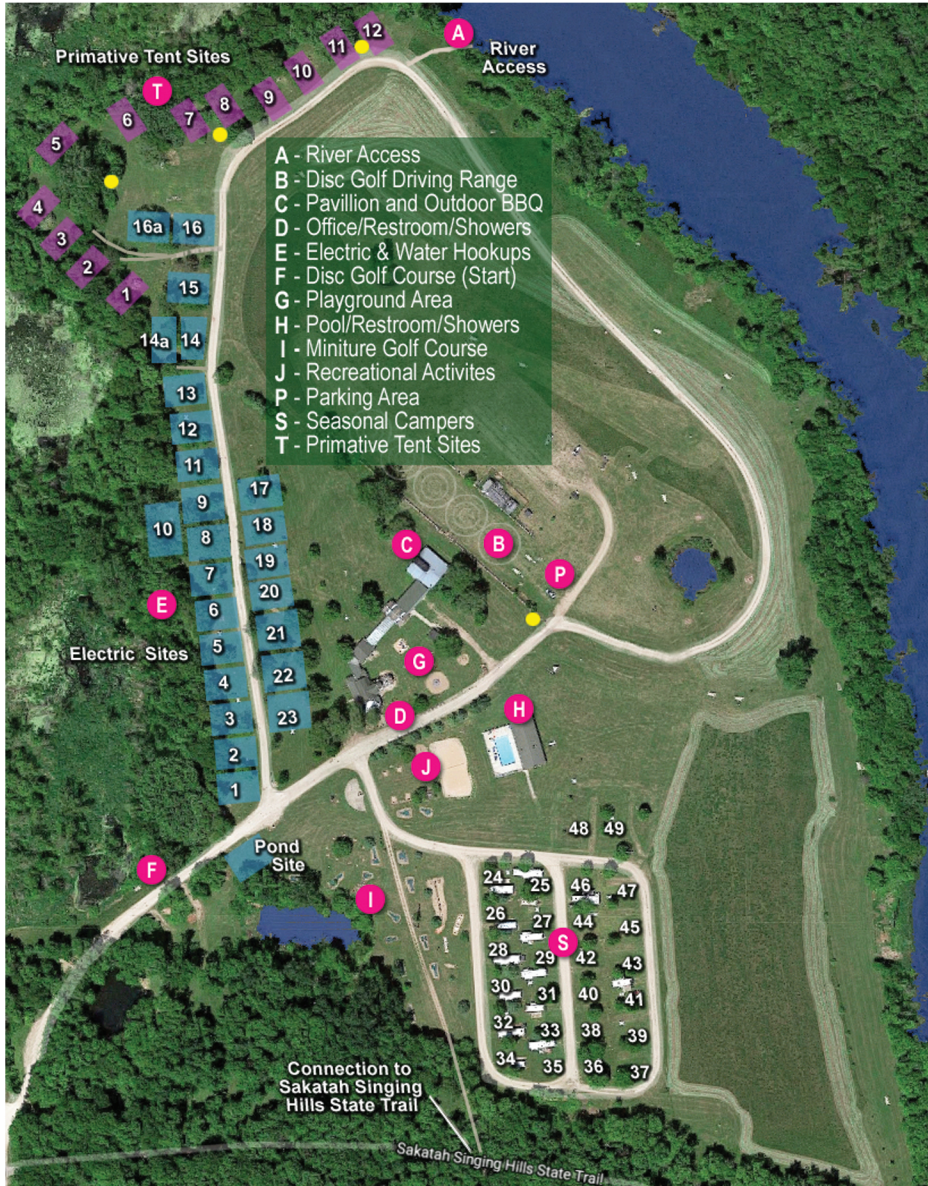 12
11
A
River
Access
Primative Tent Sites
10
T
9
8
7
6
5
A - River Access
B - Disc Golf Driving Range
C - Pavillion and Outdoor BBQ
D - Office/Restroom/Showers
E - Electric & Water Hookups
F - Disc Golf Course (Start)
G - Playground Area
H - Pool/Restroom/Showers
I - Miniture Golf Course
J - Recreational Activites
P - Parking Area
S - Seasonal Campers
T - Primative Tent Sites
4
3
2
1
16a
16
15
14a
14
13
12
11
10
9
17
8
18
7
19
E
6
20
5
21
Electric Sites
4
22
3
23
2
1
C
B
P
G
D
H
J
Pond
Site
F
I
48
49
24
25
46
47
26
27
44
45
S
28
29
42
43
30
31
40
41
32
33
38
39
34
35
36
37
Connection to
Sakatah Singing
Hills State Trail
Sakatah Singing Hills State Trail